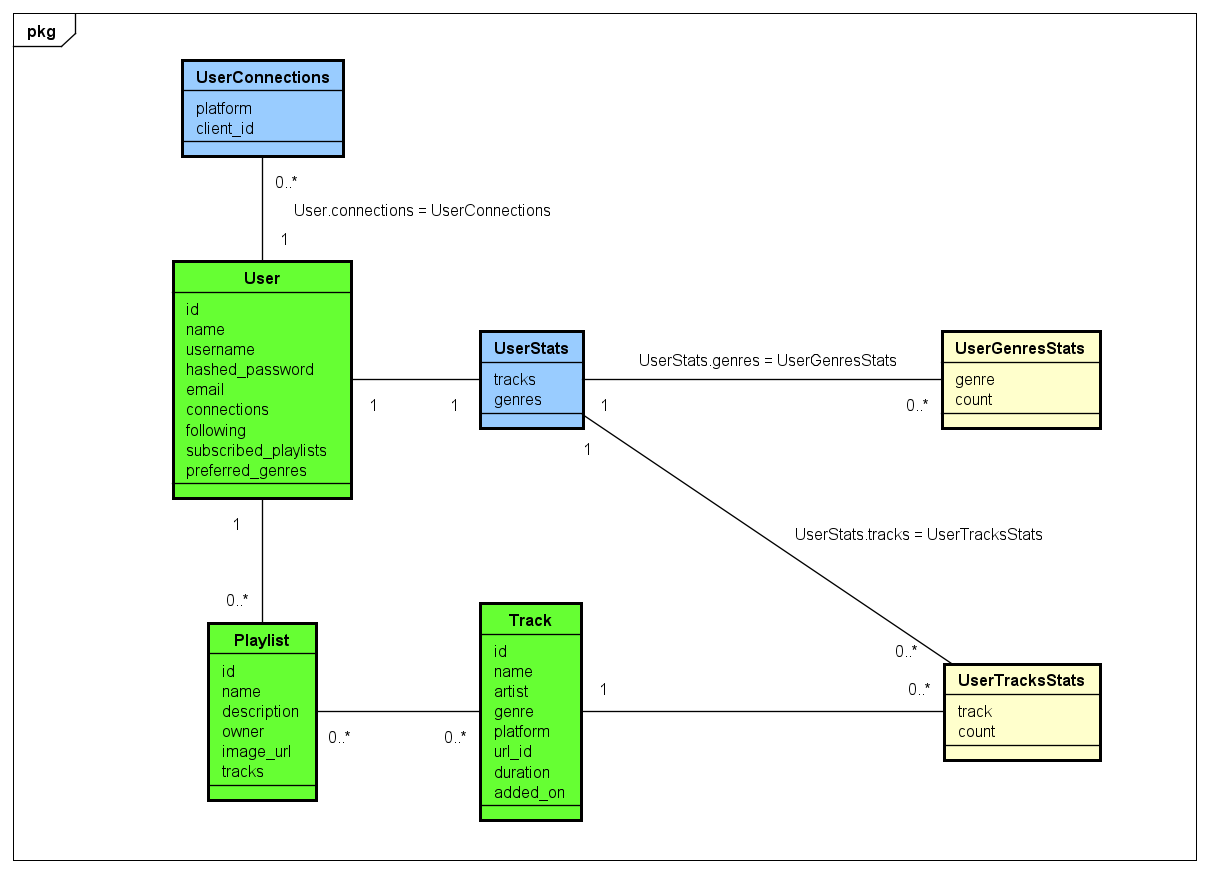 pkg
UserConnections
platform
client_id
0..*
User.connections = UserConnections
1
User
id
name
username
hashed_password
email
connections
following
subscribed_playlists
preferred_genres
1
1
UserStats
tracks
genres
UserStats.genres = UserGenresStats
1
0..*
UserGenresStats
genre
count
1
UserStats.tracks = UserTracksStats
0..*
1
0..*
Playlist
id
name
description
owner
image_url
tracks
0..*
0..*
Track
id
name
artist
genre
platform
url_id
duration
added_on
1
0..*
UserTracksStats
track
count